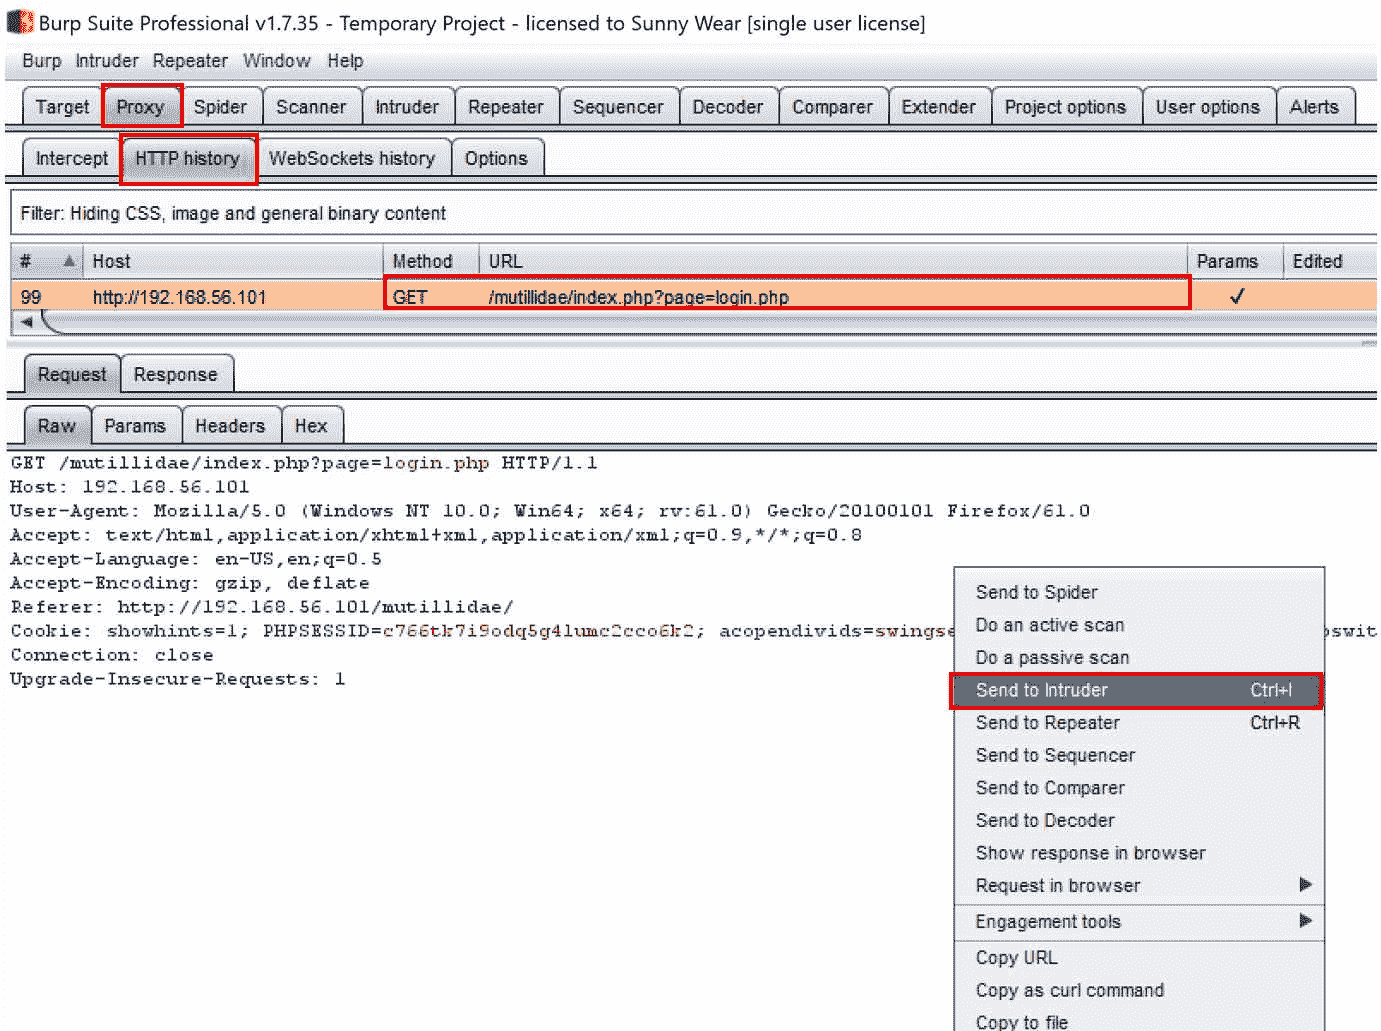 Burp Suite Professional v1.7.35 - Temporary Project - licensed to Sunny Wear [single user license]
Burp Intruder Repeater Window Help
Target Proxy Spider Scanner Intruder Repeater Sequencer Decoder Comparer Extender Project options User options Alerts
Intercept HTTP history WebSockets history Options
Filter: Hiding CSS, image and general binary content
# Host Method URL Params Edited
99 http://192.168.56.101 GET /mutillidae/index.php?page=login.php ✓
Request Response
Raw Params Headers Hex
GET /mutillidae/index.php?page=login.php HTTP/1.1
Host: 192.168.56.101
User-Agent: Mozilla/5.0 (Windows NT 10.0; Win64; x64; rv:61.0) Gecko/20100101 Firefox/61.0
Accept: text/html,application/xhtml+xml,application/xml;q=0.9,*/*;q=0.8
Accept-Language: en-US,en;q=0.5
Accept-Encoding: gzip, deflate
Referer: http://192.168.56.101/mutillidae/
Cookie: showhints=1; PHPSESSID=c766tk7i9odq5g4lumc2cco6k2; acopendivids=swingse
Connection: close
Upgrade-Insecure-Requests: 1
Send to Spider
Do an active scan
Do a passive scan
Send to Intruder Ctrl+I
Send to Repeater Ctrl+R
Send to Sequencer
Send to Comparer
Send to Decoder
Show response in browser
Request in browser
Engagement tools
Copy URL
Copy as curl command
Copy to file